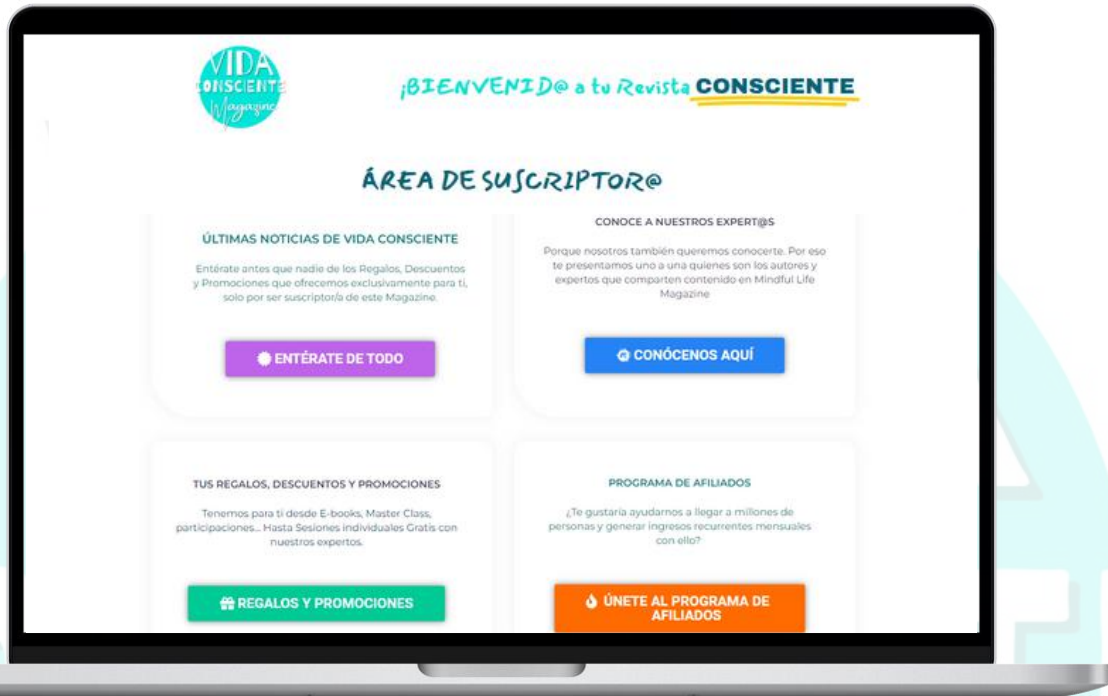 VIDA
CONSCIENTE
Magazine
¡BIENVENID@ a tu Revista CONSCIENTE
ÁREA DE SUSCRIPTOR@
ÚLTIMAS NOTICIAS DE VIDA CONSCIENTE
Entérate antes que nadie de los Regalos, Descuentos
y Promociones que ofrecemos exclusivamente para ti,
solo por ser suscriptor/a de este Magazine.
ENTÉRATE DE TODO
CONOCE A NUESTROS EXPERT@S
Porque nosotros también queremos conocerte. Por eso
te presentamos uno a una quienes son los autores y
expertos que comparten contenido en Mindful Life
Magazine
CONÓCENOS AQUÍ
TUS REGALOS, DESCUENTOS Y PROMOCIONES
Tenemos para ti desde E-books, Master Class,
participaciones... Hasta Sesiones individuales Gratis con
nuestros expertos.
REGALOS Y PROMOCIONES
PROGRAMA DE AFILIADOS
¿Te gustaría ayudarnos a llegar a millones de
personas y generar ingresos recurrentes mensuales
con ello?
ÚNETE AL PROGRAMA DE
AFILIADOS